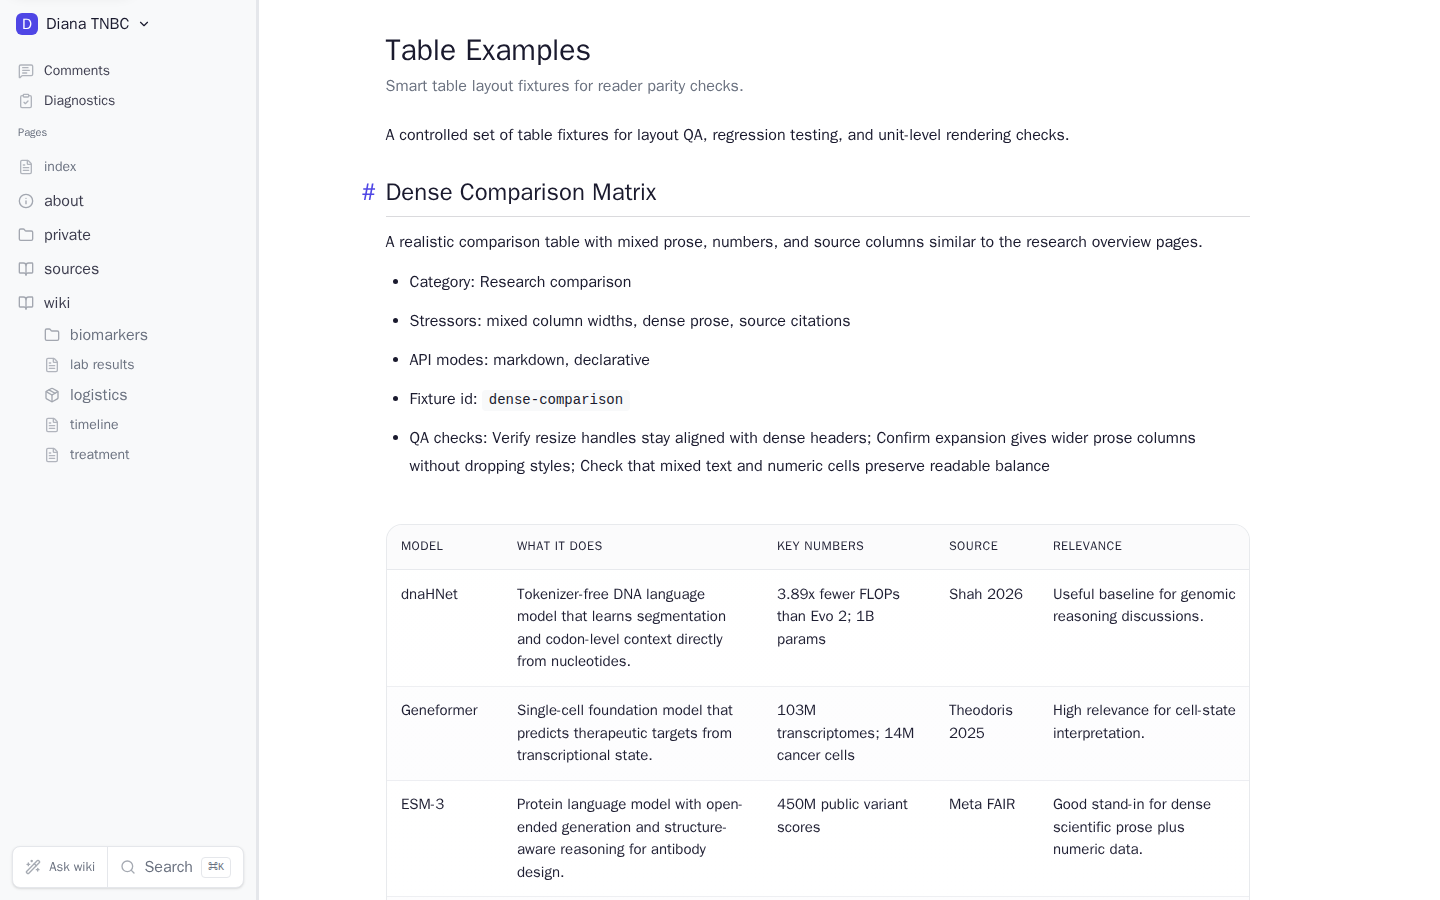 D Diana TNBC
Comments
Diagnostics
Pages
index
about
private
sources
wiki
biomarkers
lab results
logistics
timeline
treatment
Ask wiki
Search ⌘K
Table Examples
Smart table layout fixtures for reader parity checks.
A controlled set of table fixtures for layout QA, regression testing, and unit-level rendering checks.
# Dense Comparison Matrix
A realistic comparison table with mixed prose, numbers, and source columns similar to the research overview pages.
• Category: Research comparison
• Stressors: mixed column widths, dense prose, source citations
• API modes: markdown, declarative
• Fixture id: dense-comparison
• QA checks: Verify resize handles stay aligned with dense headers; Confirm expansion gives wider prose columns
without dropping styles; Check that mixed text and numeric cells preserve readable balance
MODEL WHAT IT DOES KEY NUMBERS SOURCE RELEVANCE
dnaHNet Tokenizer-free DNA language 3.89x fewer FLOPs Shah 2026 Useful baseline for genomic
model that learns segmentation than Evo 2; 1B reasoning discussions.
and codon-level context directly params
from nucleotides.
Geneformer Single-cell foundation model that 103M Theodoris High relevance for cell-state
predicts therapeutic targets from transcriptomes; 14M 2025 interpretation.
transcriptional state. cancer cells
ESM-3 Protein language model with open- 450M public variant Meta FAIR Good stand-in for dense
ended generation and structure- scores scientific prose plus
aware reasoning for antibody numeric data.
design.